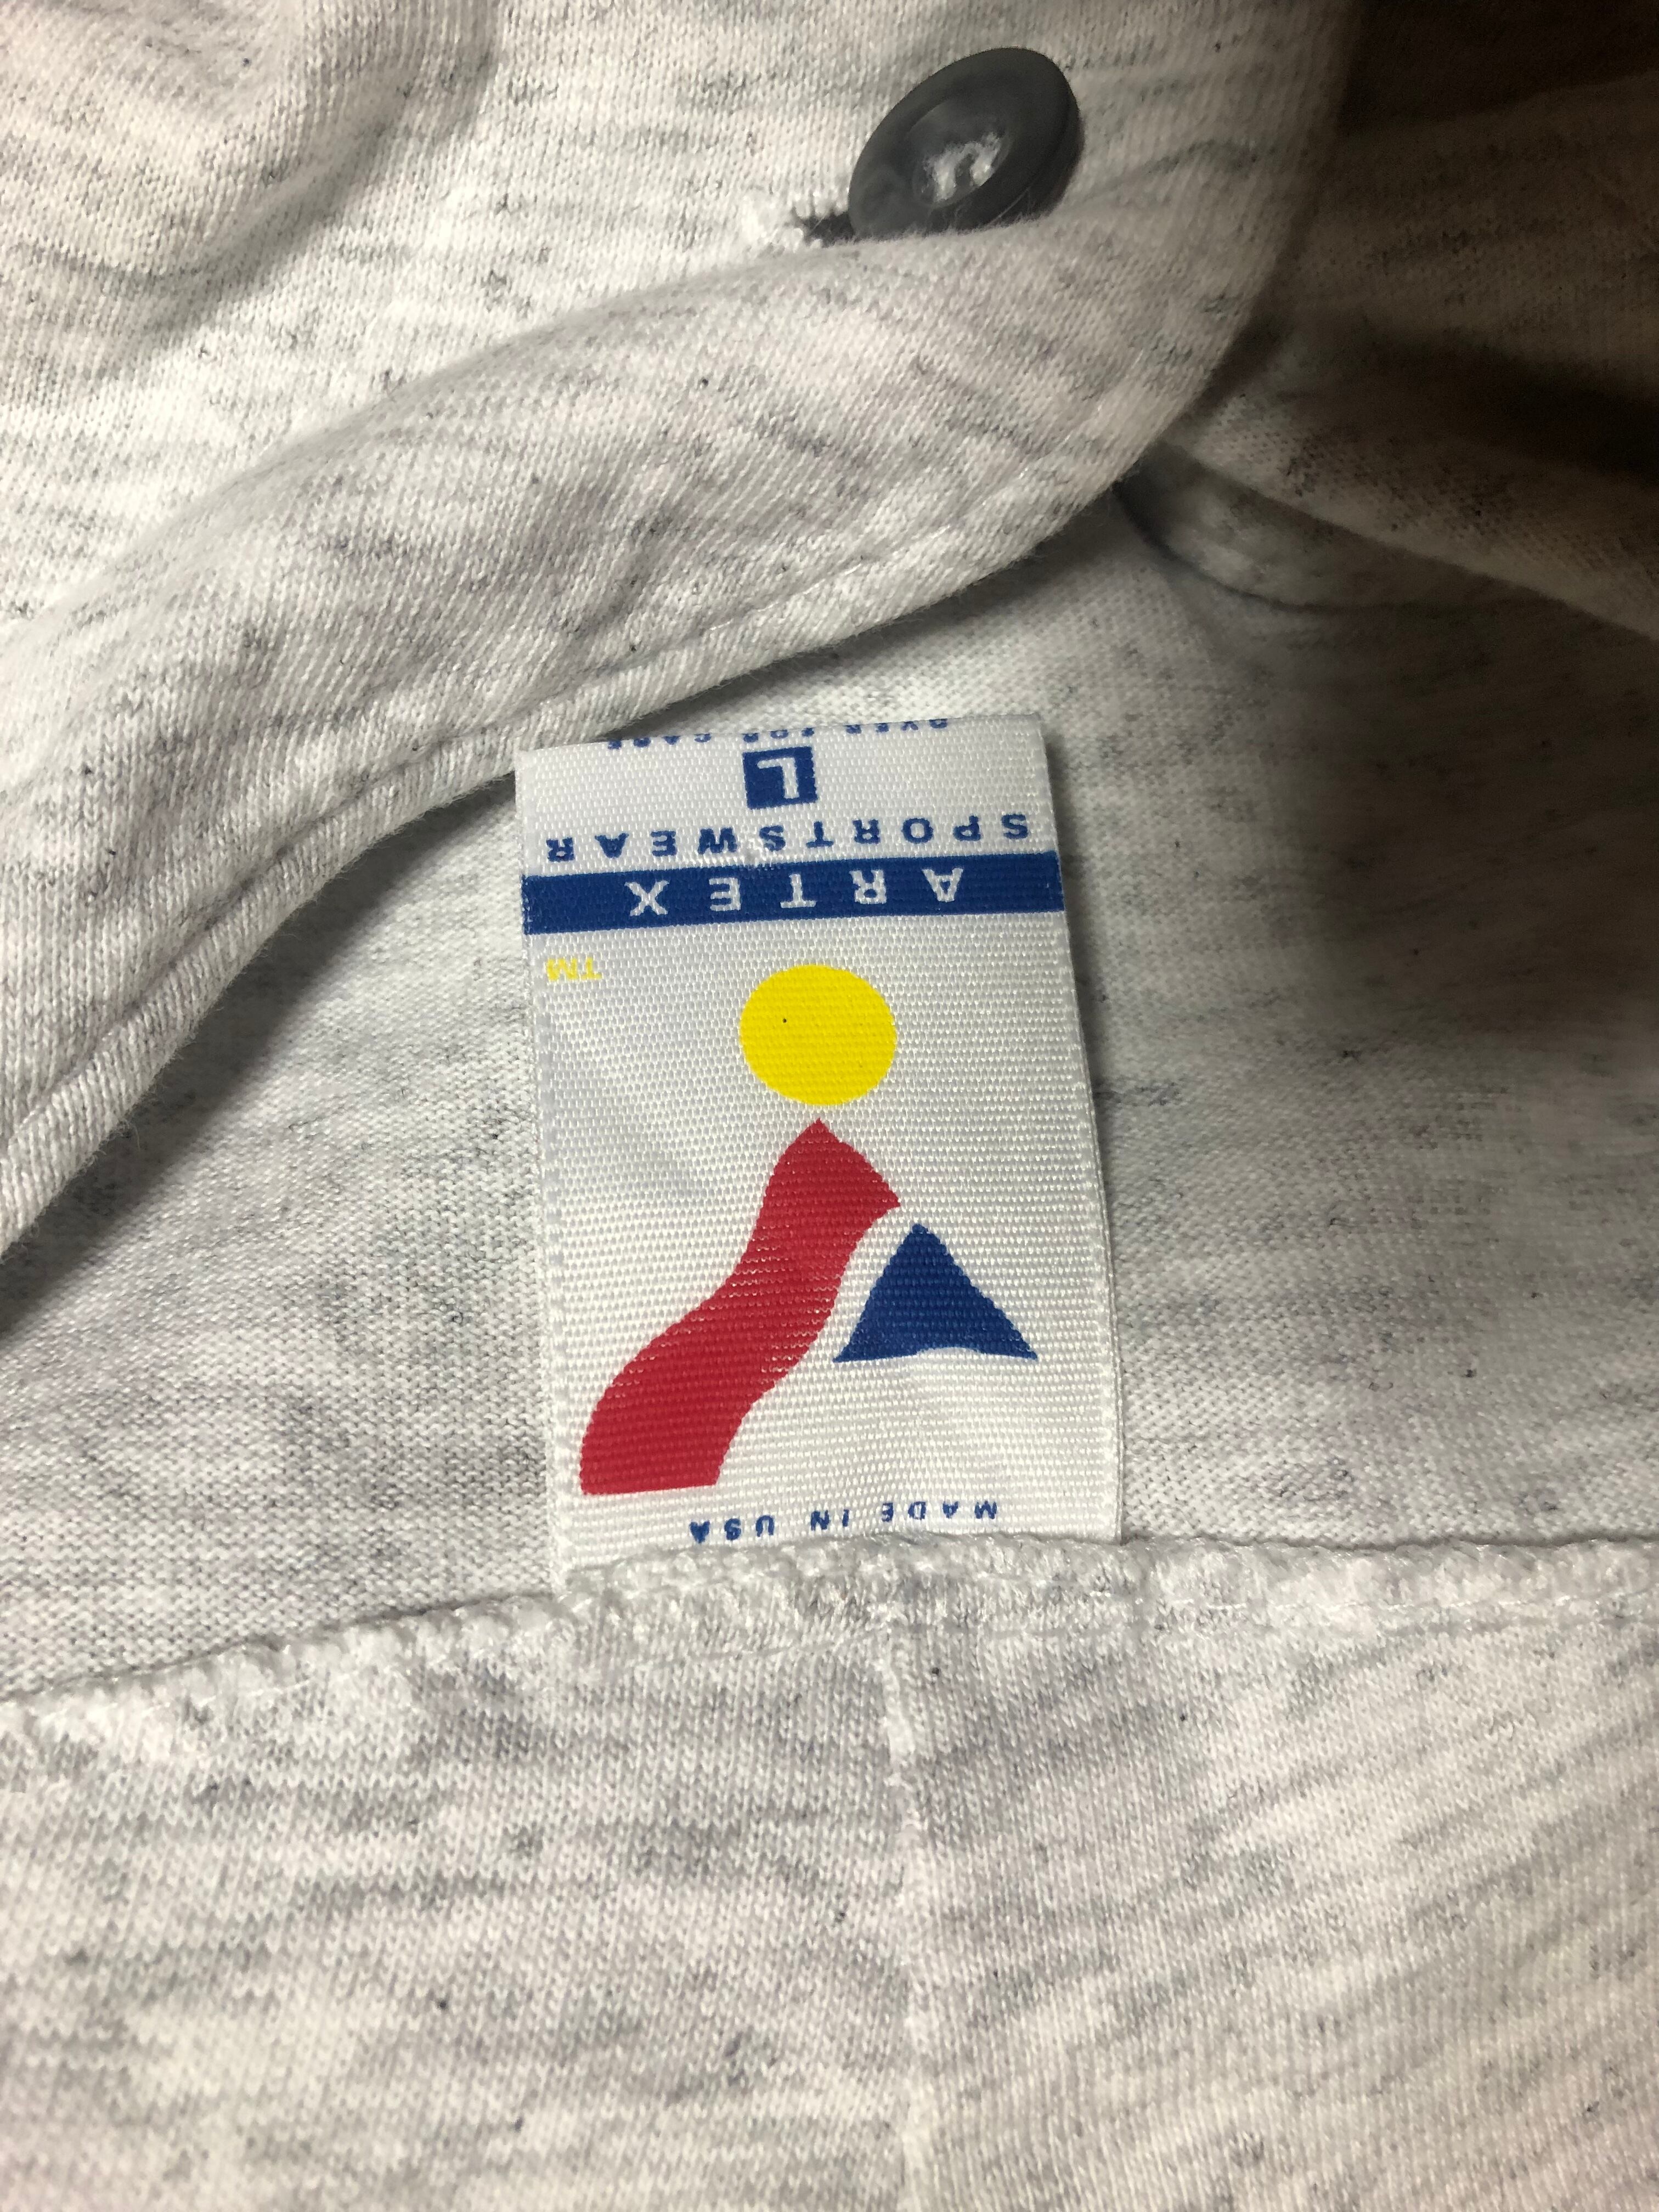 MADE IN USA
TM
ARTEX
SPORTSWEAR
L
OVER FOR CARE